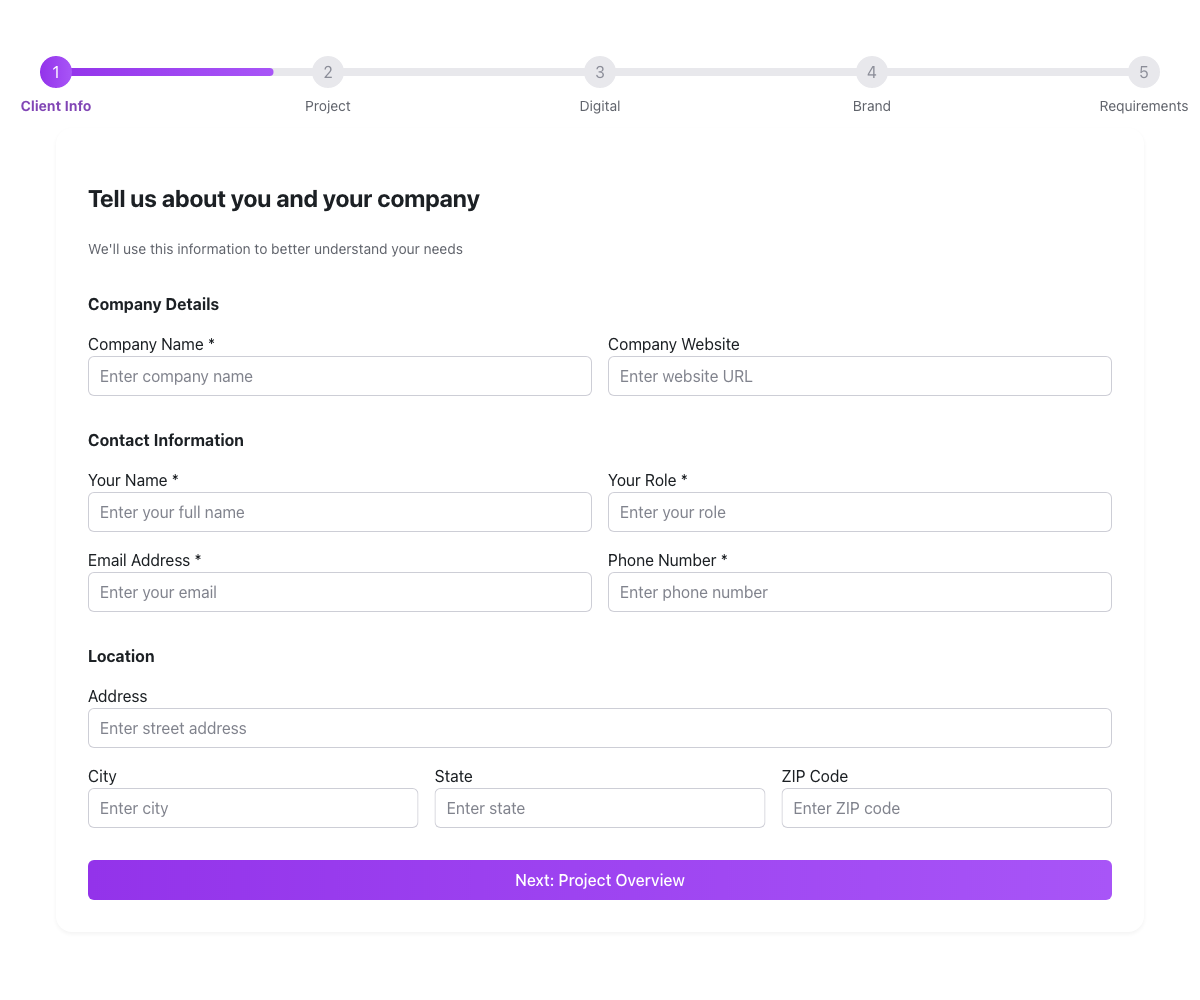 1 2 3 4 5
Client Info Project Digital Brand Requirements
Tell us about you and your company
We'll use this information to better understand your needs
Company Details
Company Name * Company Website
Enter company name Enter website URL
Contact Information
Your Name * Your Role *
Enter your full name Enter your role
Email Address * Phone Number *
Enter your email Enter phone number
Location
Address
Enter street address
City State ZIP Code
Enter city Enter state Enter ZIP code
Next: Project Overview